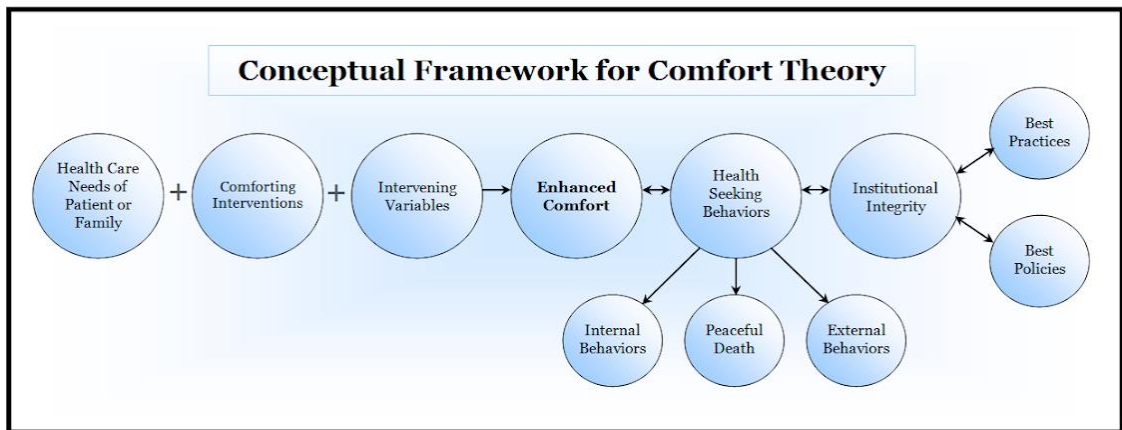 Conceptual Framework for Comfort Theory
Health Care
Needs of
Patient or
Family
+
Comforting
Interventions
+
Intervening
Variables
Enhanced
Comfort
Health
Seeking
Behaviors
Institutional
Integrity
Best
Practices
Best
Policies
Internal
Behaviors
Peaceful
Death
External
Behaviors